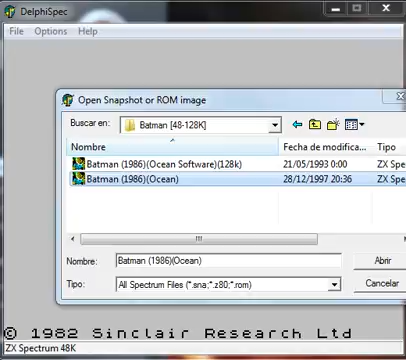 DelphiSpec
File Options Help
Open Snapshot or ROM image
Buscar en: Batman [48-128K]
Nombre Fecha de modifica... Tipo
Batman (1986)(Ocean Software)(128k) 21/05/1993 0:00 ZX Spe
Batman (1986)(Ocean) 28/12/1997 20:36 ZX Spe
Nombre: Batman (1986)(Ocean) Abrir
Tipo: All Spectrum Files (*.sna;*.z80;*.rom) Cancelar
© 1982 Sinclair Research Ltd
ZX Spectrum 48K